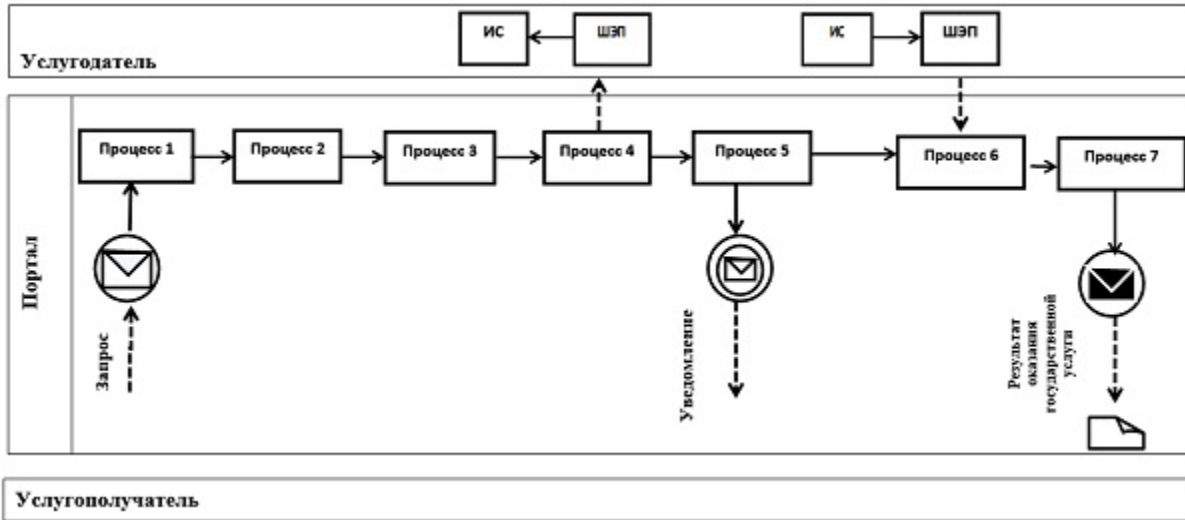 ИС
ШЭП
ИС
ШЭП
Услугодатель
Процесс 1
Процесс 2
Процесс 3
Процесс 4
Процесс 5
Процесс 6
Процесс 7
Портал
Запрос
Уведомление
Результат
оказания
государственной
услуги
Услугополучатель